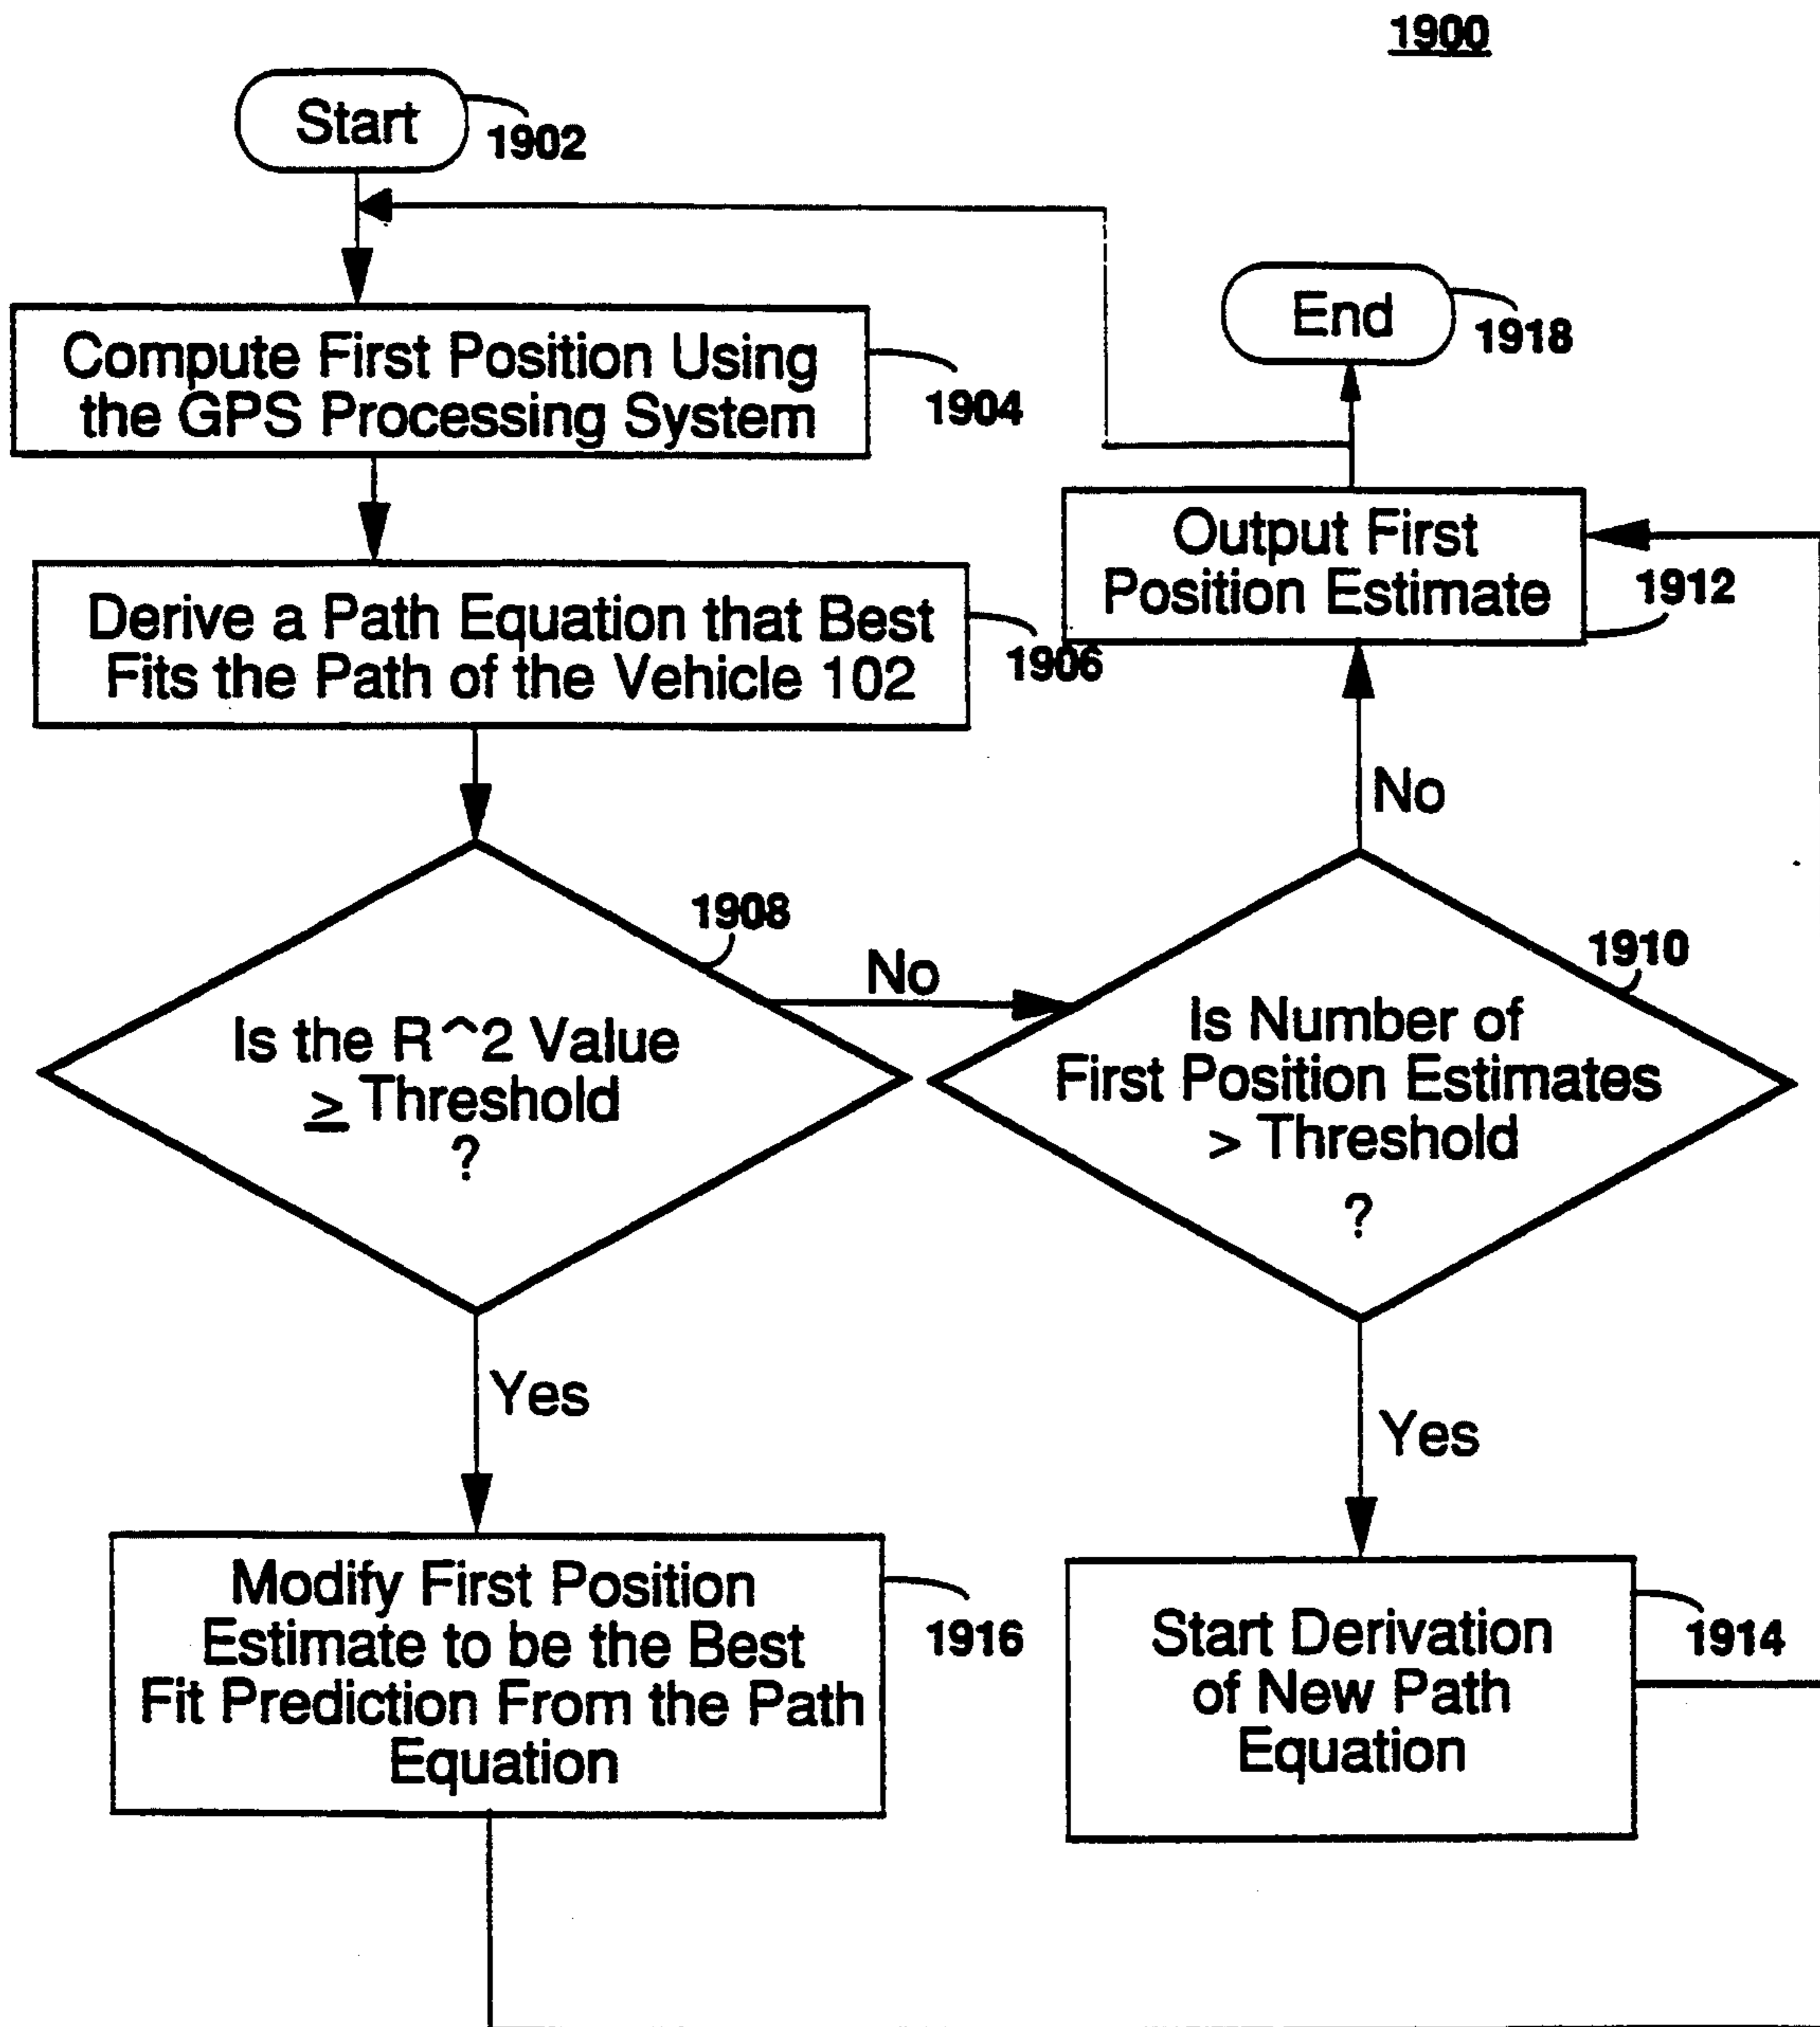 1900
Start
1902
Compute First Position Using
the GPS Processing System
1904
Derive a Path Equation that Best
Fits the Path of the Vehicle 102
1906
Is the R^2 Value
≥ Threshold
?
1908
No
Yes
Modify First Position
Estimate to be the Best
Fit Prediction From the Path
Equation
1916
Is Number of
First Position Estimates
> Threshold
?
1910
No
Yes
Start Derivation
of New Path
Equation
1914
Output First
Position Estimate
1912
End
1918